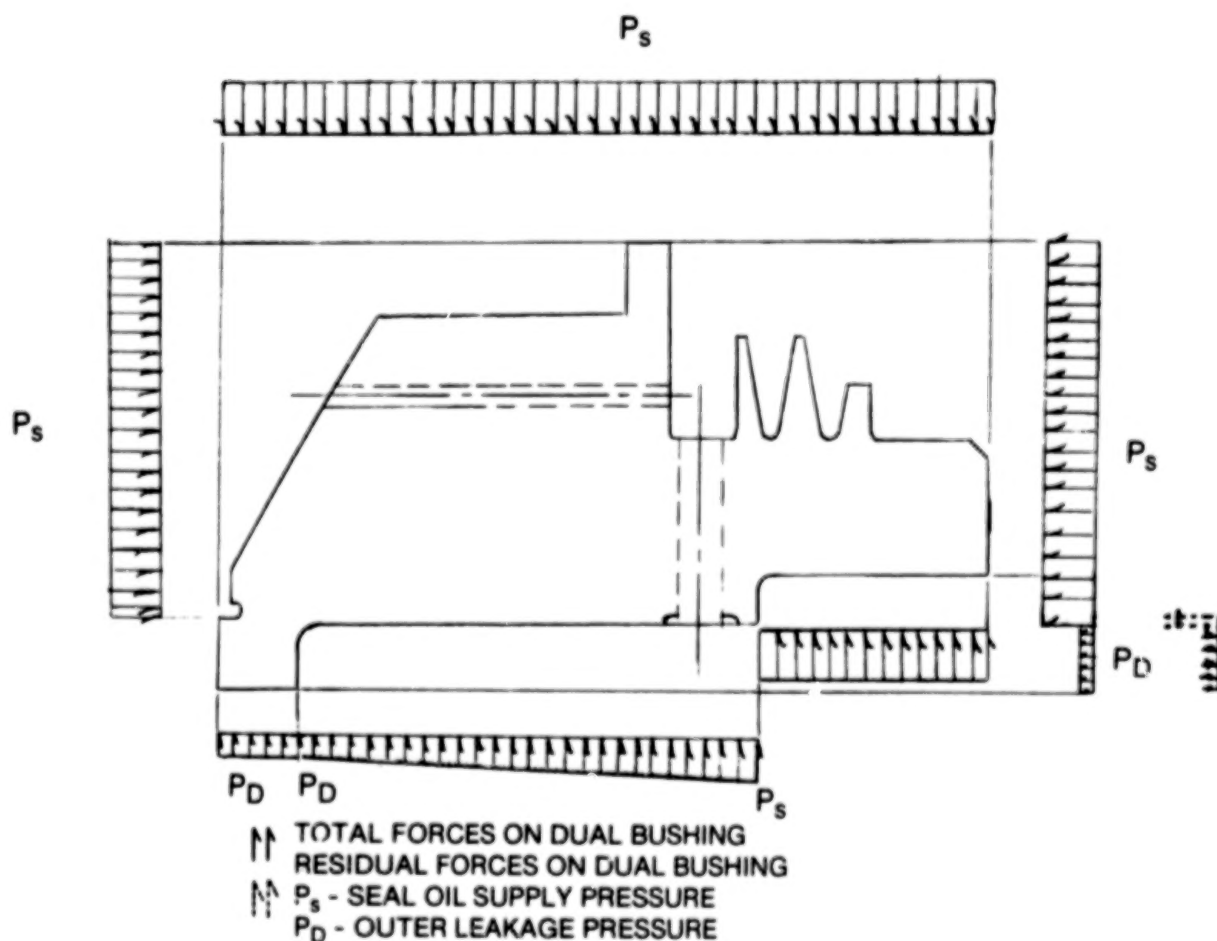 Ps
Ps
Ps
PD
PD PD Ps
TOTAL FORCES ON DUAL BUSHING
RESIDUAL FORCES ON DUAL BUSHING
Ps - SEAL OIL SUPPLY PRESSURE
PD - OUTER LEAKAGE PRESSURE